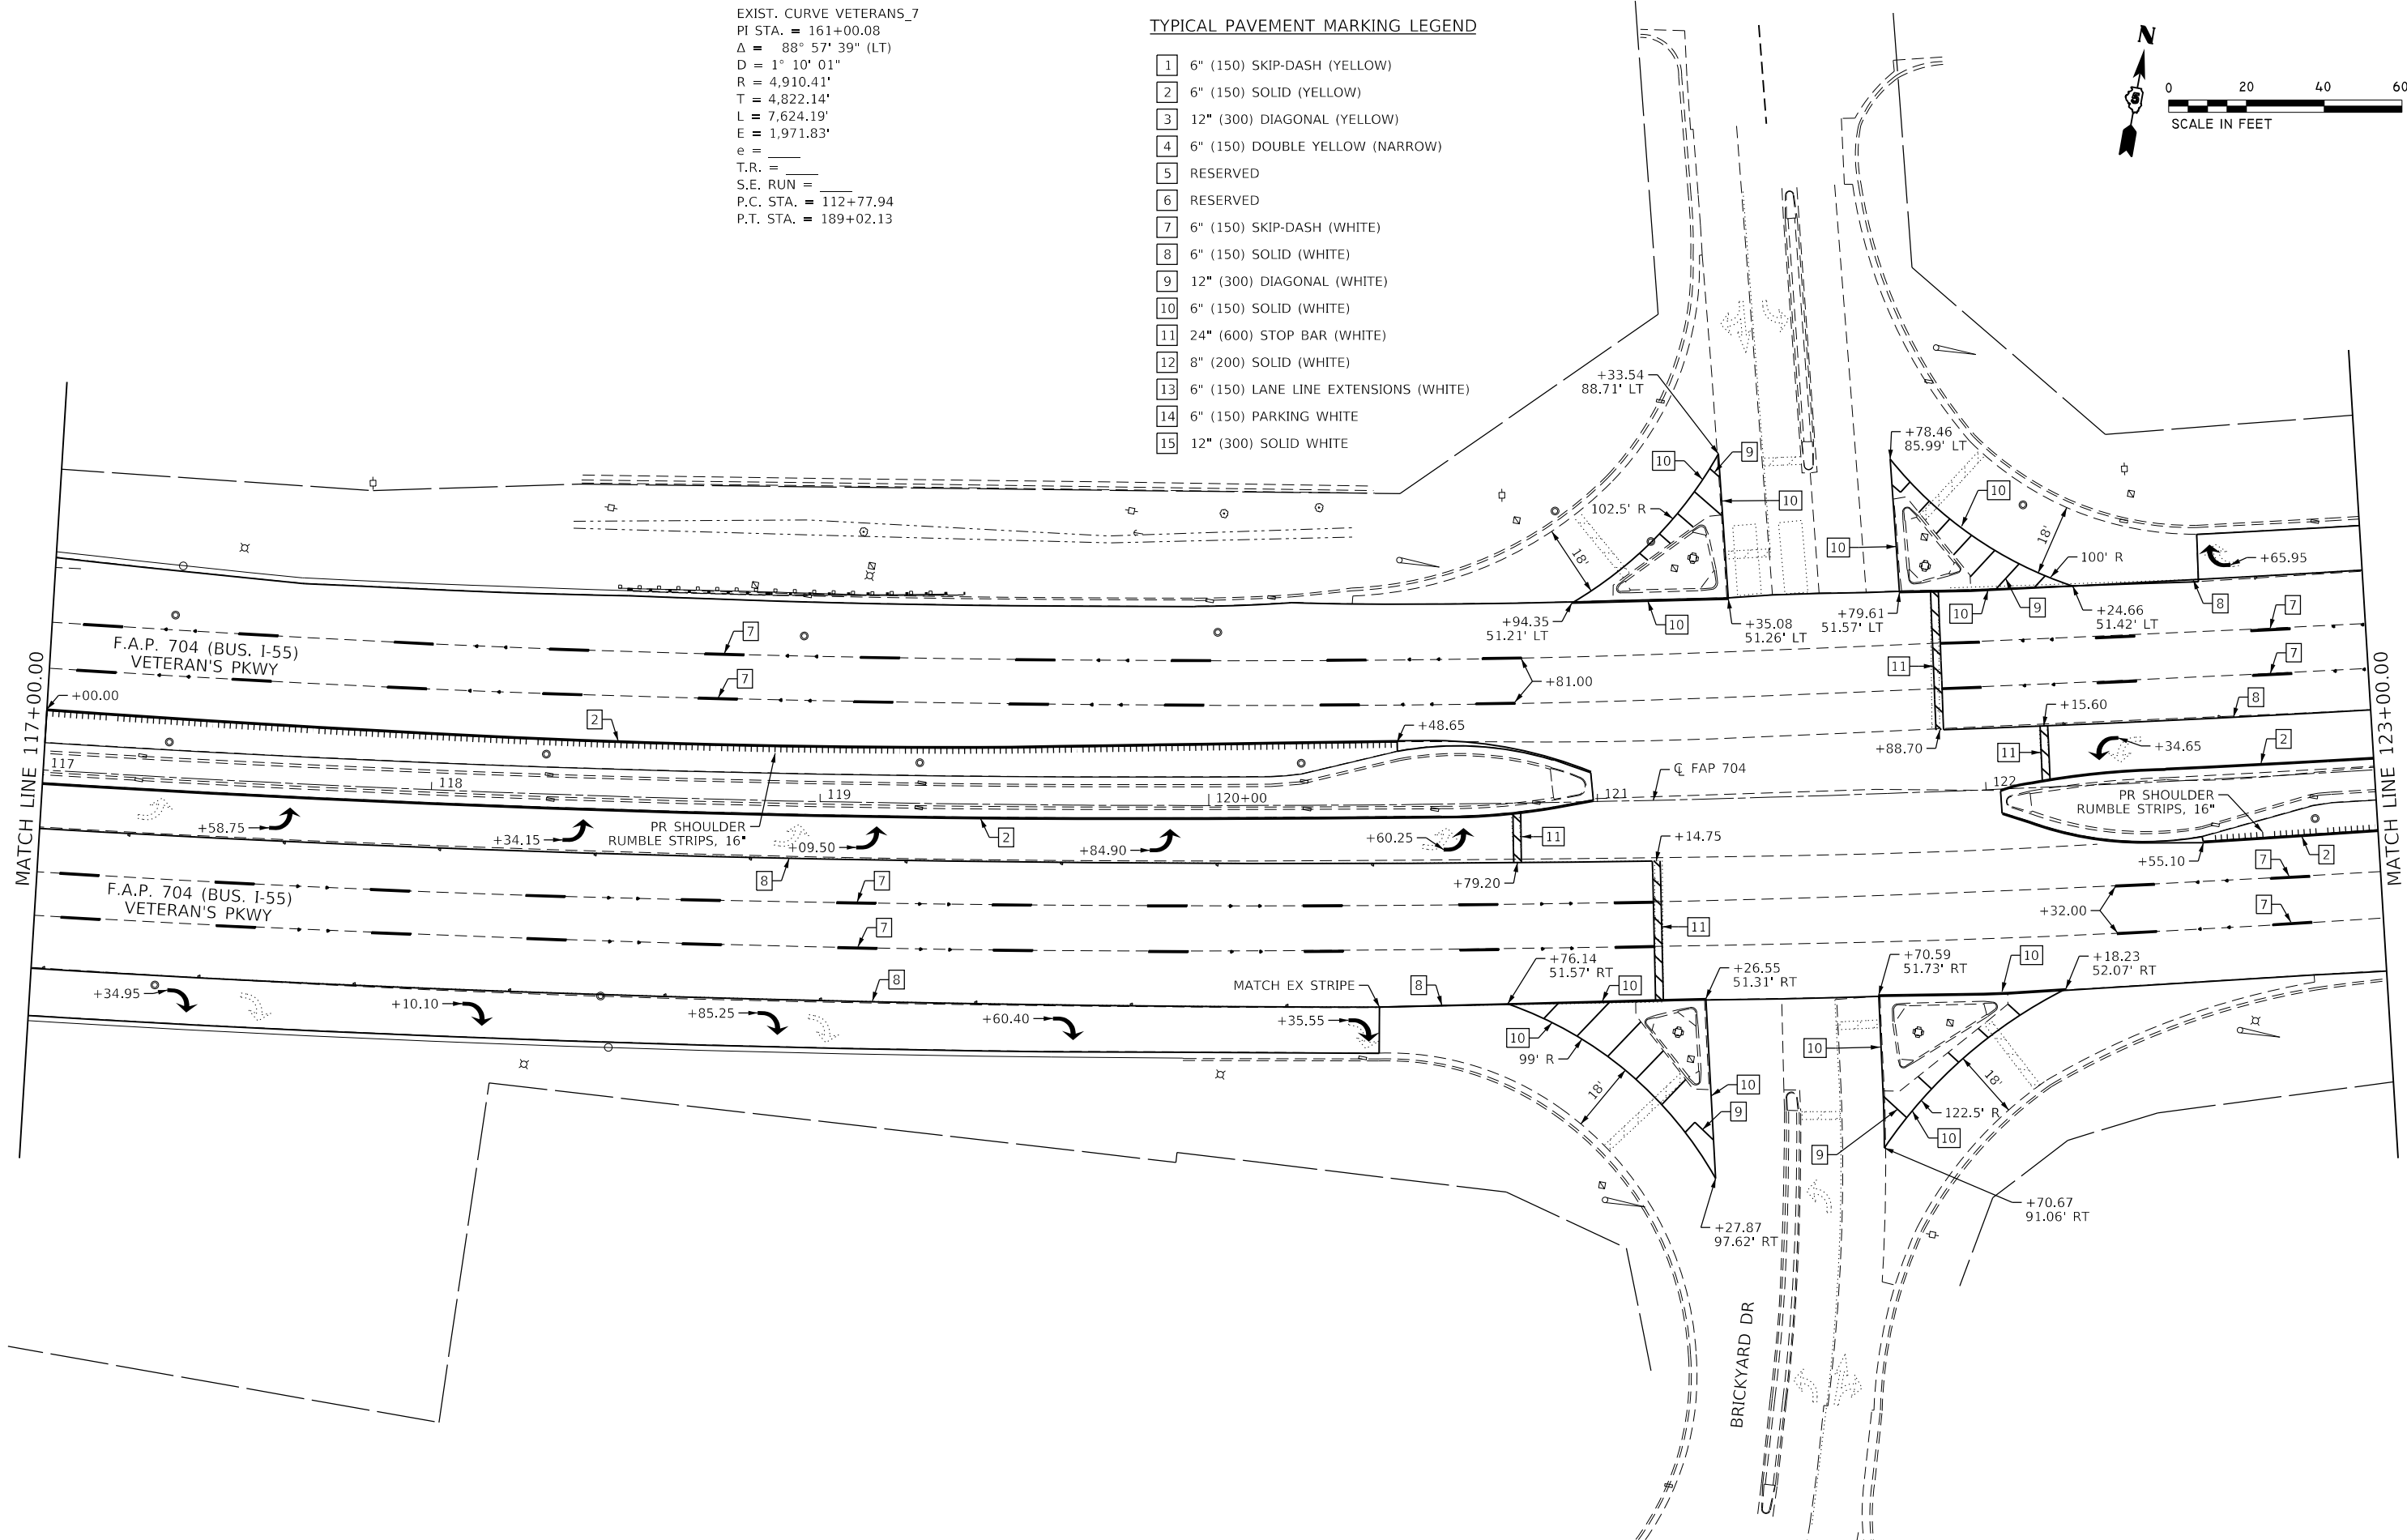 EXIST. CURVE VETERANS_7
PI STA. = 161+00.08
Δ = 88° 57' 39" (LT)
D = 1° 10' 01"
R = 4,910.41'
T = 4,822.14'
L = 7,624.19'
E = 1,971.83'
e = ____
T.R. = ____
S.E. RUN = ____
P.C. STA. = 112+77.94
P.T. STA. = 189+02.13
TYPICAL PAVEMENT MARKING LEGEND
1 6" (150) SKIP-DASH (YELLOW)
2 6" (150) SOLID (YELLOW)
3 12" (300) DIAGONAL (YELLOW)
4 6" (150) DOUBLE YELLOW (NARROW)
5 RESERVED
6 RESERVED
7 6" (150) SKIP-DASH (WHITE)
8 6" (150) SOLID (WHITE)
9 12" (300) DIAGONAL (WHITE)
10 6" (150) SOLID (WHITE)
11 24" (600) STOP BAR (WHITE)
12 8" (200) SOLID (WHITE)
13 6" (150) LANE LINE EXTENSIONS (WHITE)
14 6" (150) PARKING WHITE
15 12" (300) SOLID WHITE
N
5
0 20 40 60
SCALE IN FEET
+33.54
88.71' LT
10
9
10
102.5' R
18'
+78.46
85.99' LT
10
10
18'
100' R
+65.95
+94.35
51.21' LT
10
+35.08
51.26' LT
+79.61
51.57' LT
10
9
+24.66
51.42' LT
8
7
F.A.P. 704 (BUS. I-55)
VETERAN'S PKWY
7
7
+81.00
11
7
8
MATCH LINE 117+00.00
+00.00
2
+48.65
+88.70
+15.60
11
+34.65
2
MATCH LINE 123+00.00
117
118
119
120+00
121
℄ FAP 704
122
PR SHOULDER
RUMBLE STRIPS, 16"
+58.75
+34.15
PR SHOULDER
RUMBLE STRIPS, 16"
+09.50
2
+84.90
+60.25
11
+14.75
8
+79.20
+55.10
2
7
F.A.P. 704 (BUS. I-55)
VETERAN'S PKWY
7
7
11
+32.00
7
+34.95
+10.10
8
+85.25
+60.40
MATCH EX STRIPE
+35.55
8
+76.14
51.57' RT
10
+26.55
51.31' RT
+70.59
51.73' RT
10
+18.23
52.07' RT
10
99' R
18'
10
9
10
18'
122.5' R
10
9
+27.87
97.62' RT
+70.67
91.06' RT
BRICKYARD DR